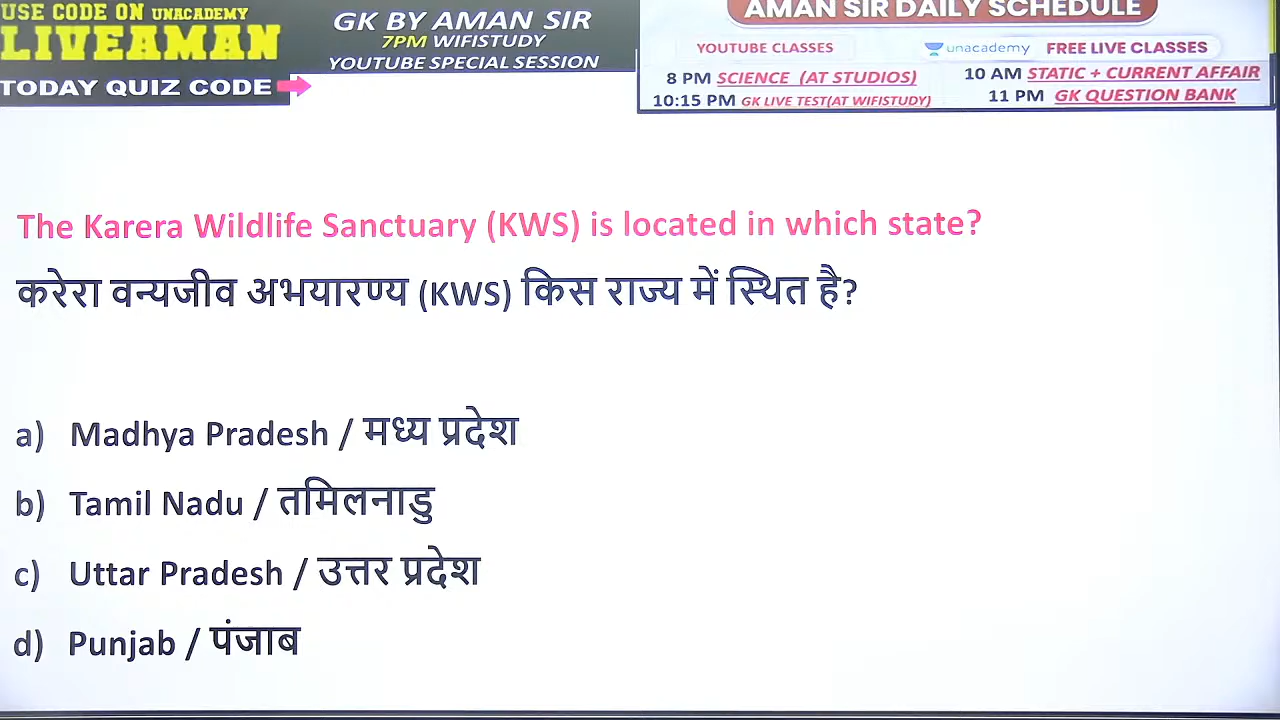 USE CODE ON UNACADEMY
LIVEAMAN
TODAY QUIZ CODE
GK BY AMAN SIR
7PM WIFISTUDY
YOUTUBE SPECIAL SESSION
AMAN SIR DAILY SCHEDULE
YOUTUBE CLASSES
unacademy FREE LIVE CLASSES
8 PM SCIENCE (AT STUDIOS)
10:15 PM GK LIVE TEST(AT WIFISTUDY)
10 AM STATIC + CURRENT AFFAIR
11 PM GK QUESTION BANK
The Karera Wildlife Sanctuary (KWS) is located in which state?
करेरा वन्यजीव अभयारण्य (KWS) किस राज्य में स्थित है?
a) Madhya Pradesh / मध्य प्रदेश
b) Tamil Nadu / तमिलनाडु
c) Uttar Pradesh / उत्तर प्रदेश
d) Punjab / पंजाब